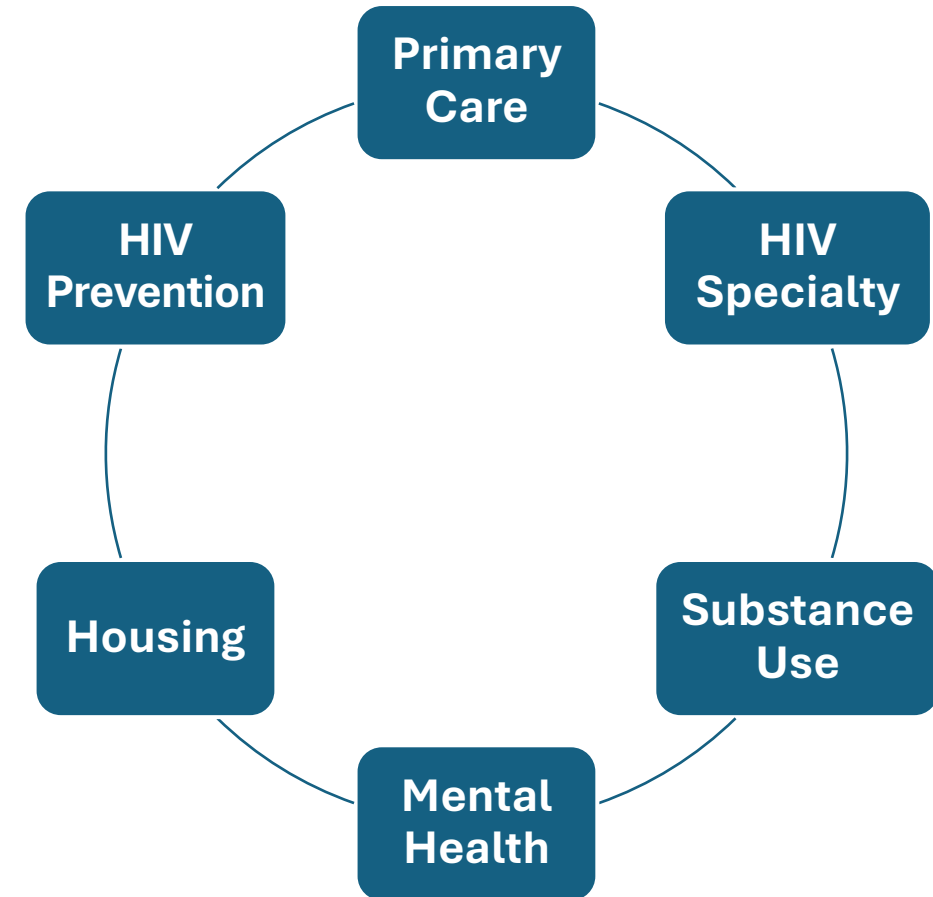 Primary
Care
HIV
Specialty
Substance
Use
Mental
Health
Housing
HIV
Prevention